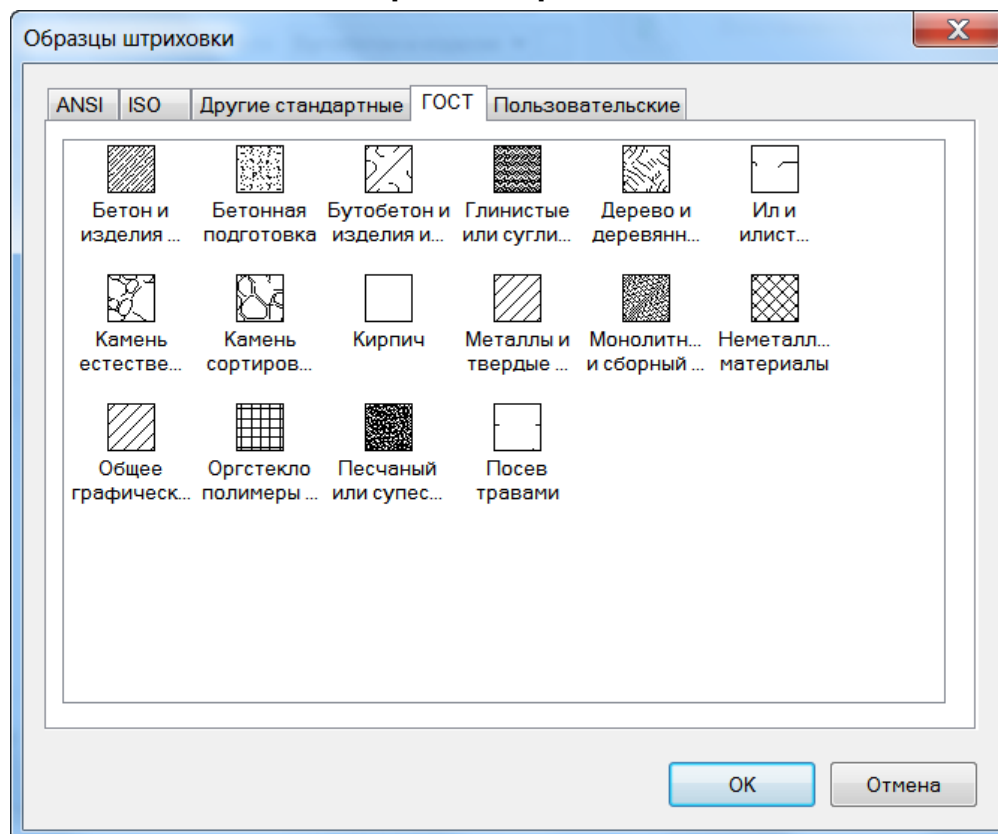 Образцы штриховки
ANSI ISO Другие стандартные ГОСТ Пользовательские
Бетон и Бетонная Бутобетон и Глинистые Дерево и Ил и
изделия ... подготовка изделия и... или сугли... деревянн... илист...
Камень Камень Кирпич Металлы и Монолитн... Неметалл...
естестве... сортиров... твердые ... и сборный ... материалы
Общее Оргстекло Песчаный Посев
графическ... полимеры ... или супес... травами
OK Отмена